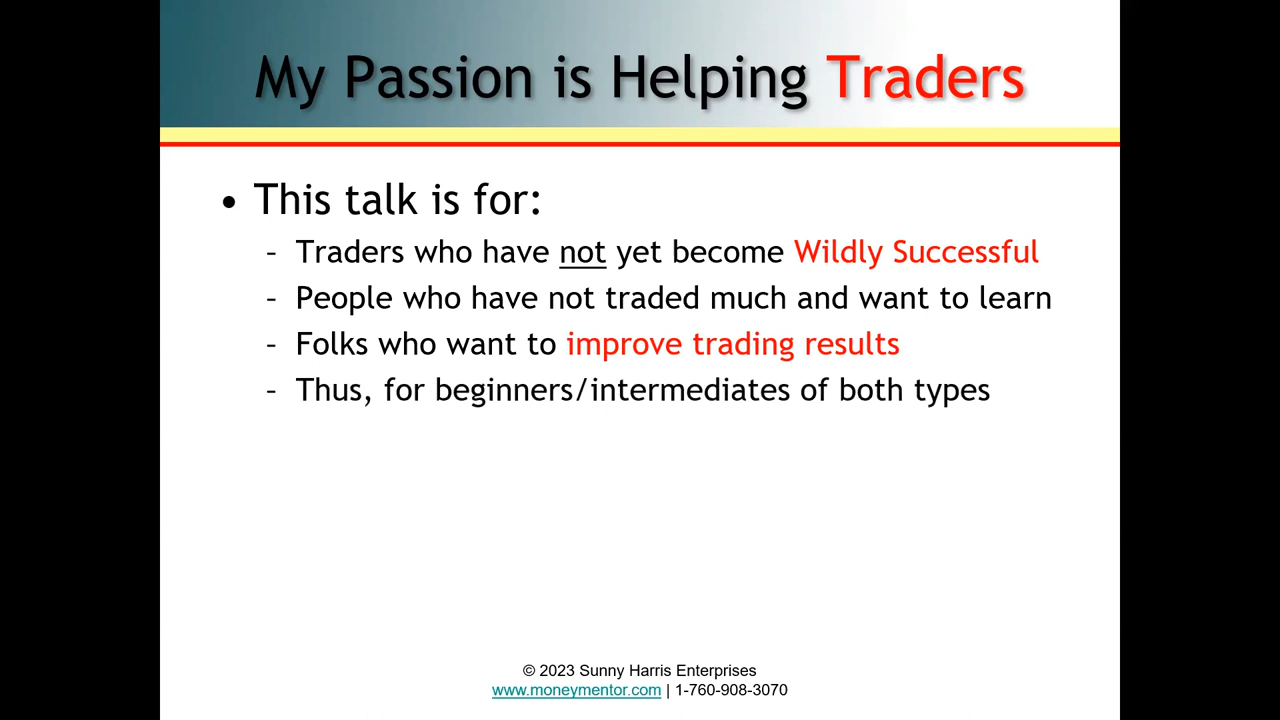 My Passion is Helping Traders
• This talk is for:
– Traders who have not yet become Wildly Successful
– People who have not traded much and want to learn
– Folks who want to improve trading results
– Thus, for beginners/intermediates of both types
© 2023 Sunny Harris Enterprises
www.moneymentor.com | 1-760-908-3070